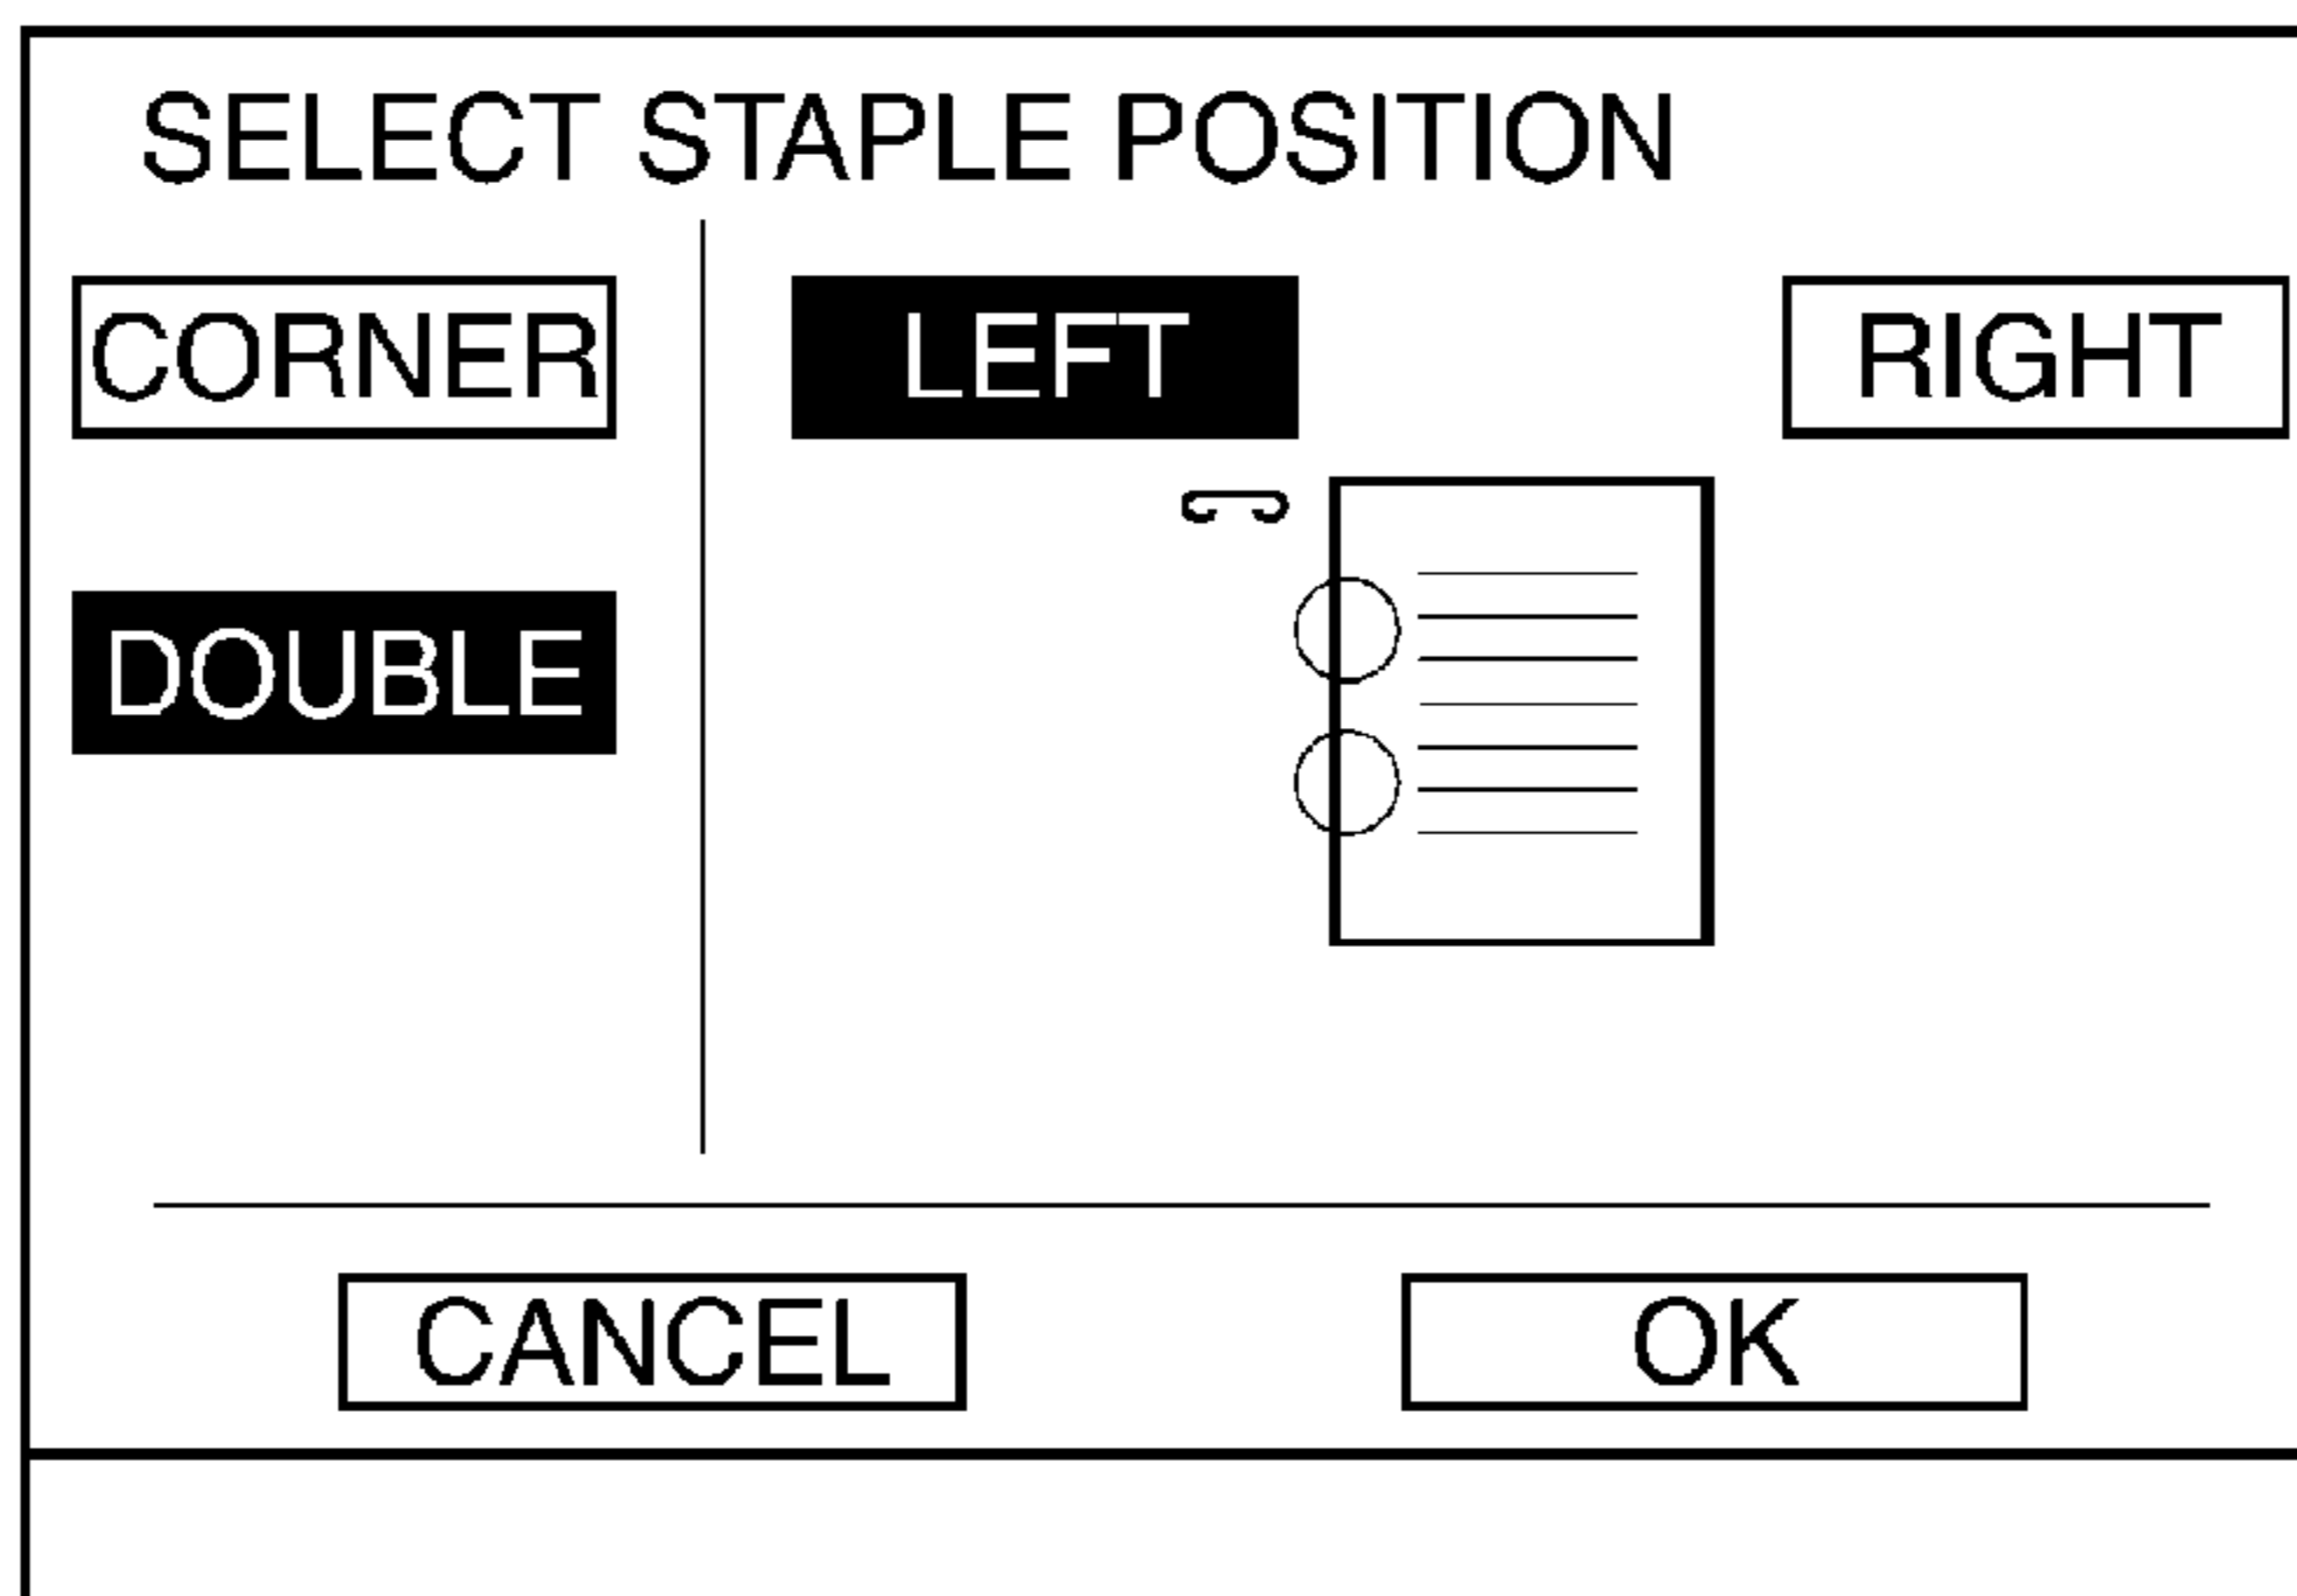 SELECT STAPLE POSITION
CORNER
LEFT
RIGHT
DOUBLE
CANCEL
OK